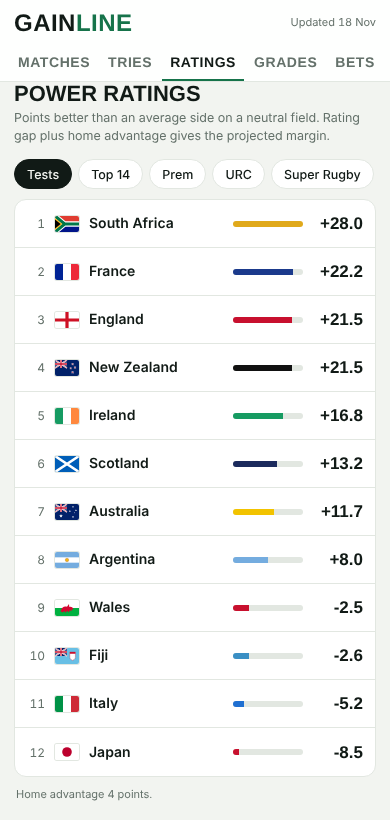 GAINLINE
Updated 18 Nov
MATCHES TRIES RATINGS GRADES BETS
POWER RATINGS
Points better than an average side on a neutral field. Rating
gap plus home advantage gives the projected margin.
Tests Top 14 Prem URC Super Rugby
1 South Africa +28.0
2 France +22.2
3 England +21.5
4 New Zealand +21.5
5 Ireland +16.8
6 Scotland +13.2
7 Australia +11.7
8 Argentina +8.0
9 Wales -2.5
10 Fiji -2.6
11 Italy -5.2
12 Japan -8.5
Home advantage 4 points.